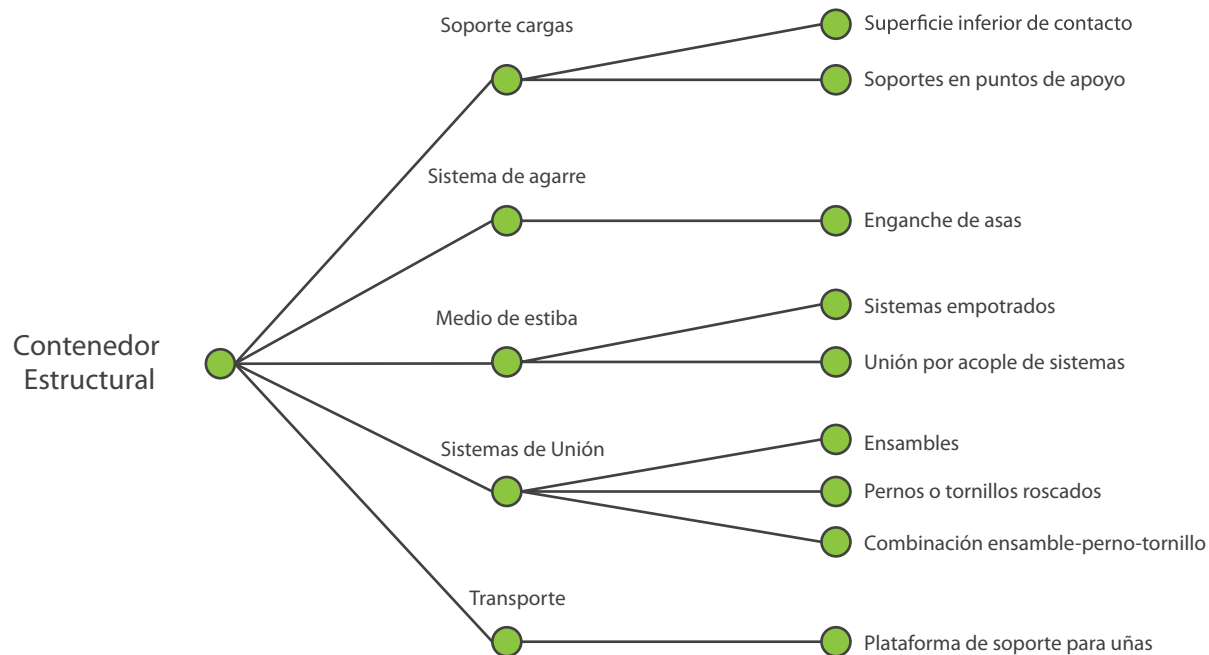 Soporte cargas
Superficie inferior de contacto
Soportes en puntos de apoyo
Sistema de agarre
Enganche de asas
Contenedor
Estructural
Medio de estiba
Sistemas empotrados
Unión por acople de sistemas
Sistemas de Unión
Ensambles
Pernos o tornillos roscados
Combinación ensamble-perno-tornillo
Transporte
Plataforma de soporte para uñas